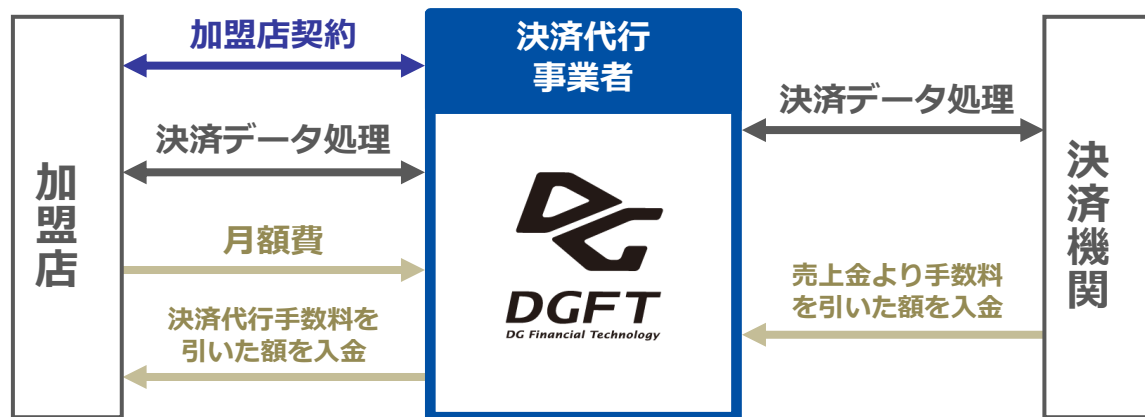 加盟店
加盟店契約
決済データ処理
月額費
決済代行手数料を
引いた額を入金
決済代行
事業者
DGFT
DG Financial Technology
決済データ処理
売上金より手数料
を引いた額を入金
決済機関